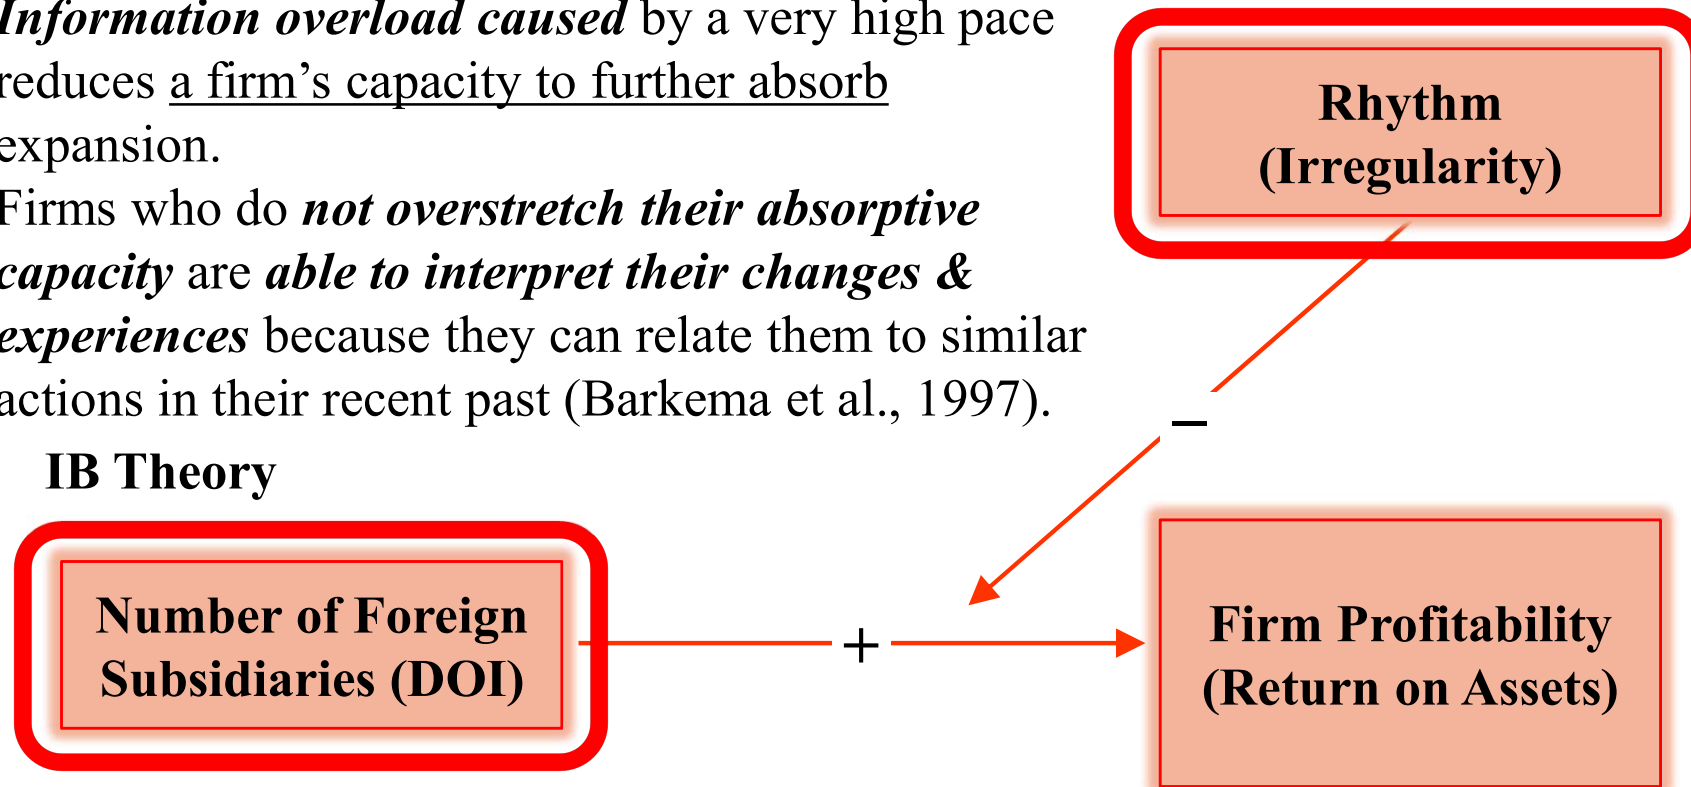 Information overload caused by a very high pace
reduces a firm's capacity to further absorb
expansion.
Firms who do not overstretch their absorptive
capacity are able to interpret their changes &
experiences because they can relate them to similar
actions in their recent past (Barkema et al., 1997).
Rhythm
(Irregularity)
–
IB Theory
Number of Foreign
Subsidiaries (DOI)
+
Firm Profitability
(Return on Assets)